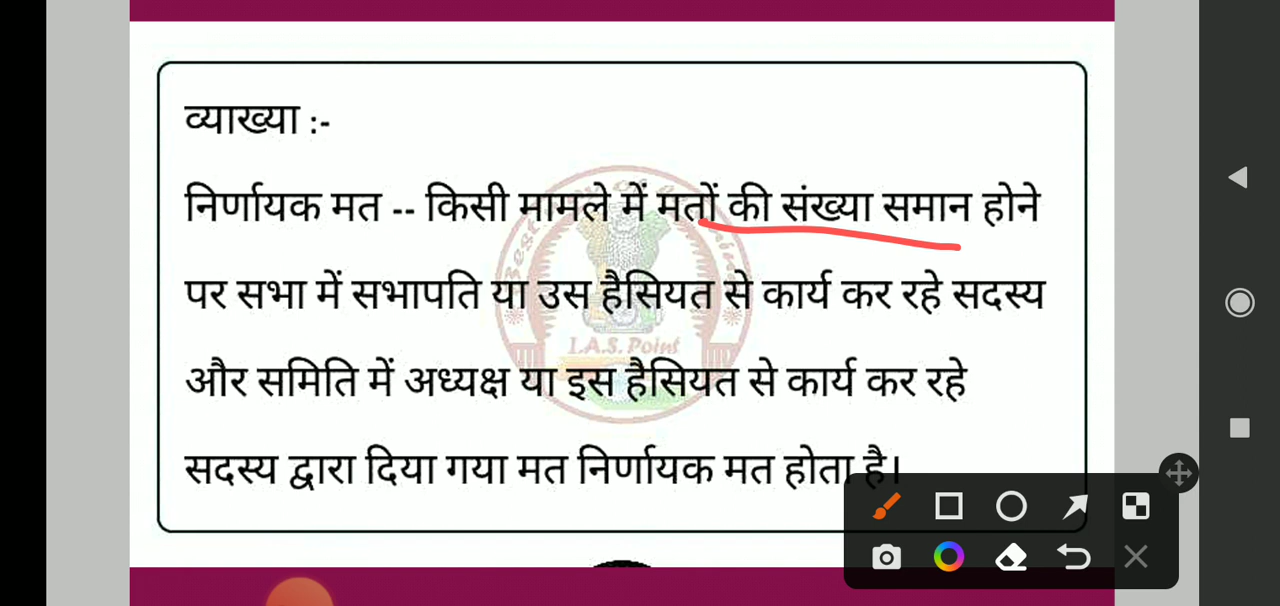 व्याख्या :-
निर्णायक मत -- किसी मामले में मतों की संख्या समान होने
पर सभा में सभापति या उस हैसियत से कार्य कर रहे सदस्य
और समिति में अध्यक्ष या इस हैसियत से कार्य कर रहे
सदस्य द्वारा दिया गया मत निर्णायक मत होता है।
I.A.S. Point